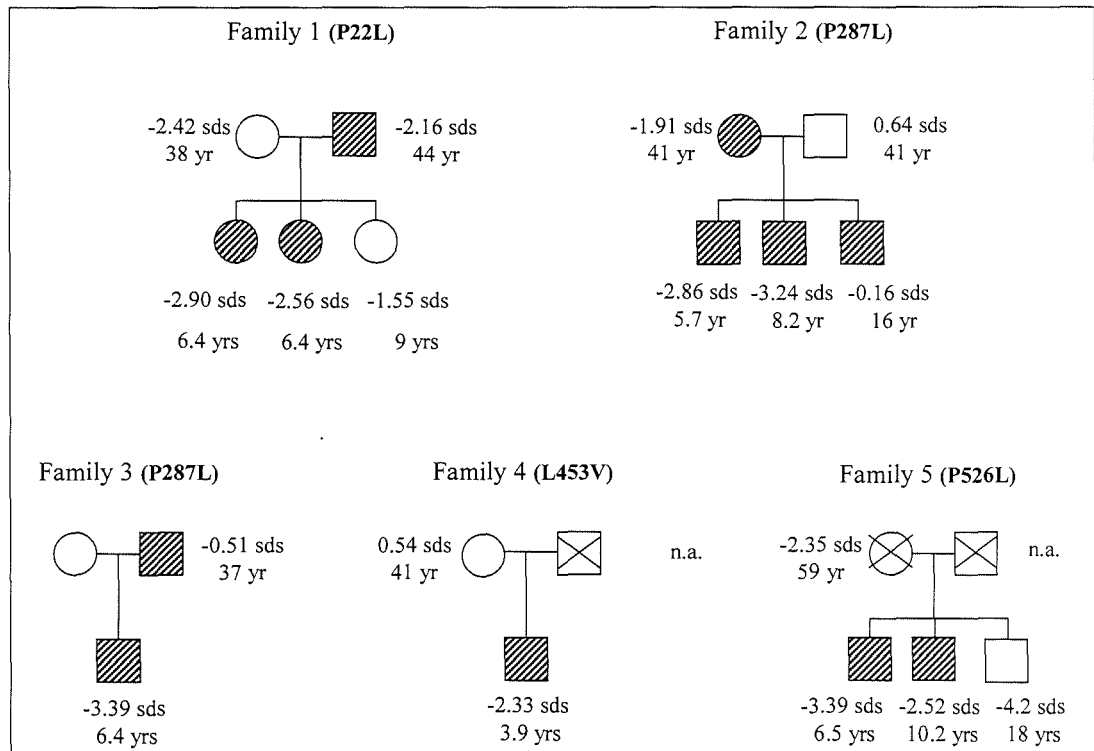 Family 1 (P22L)
Family 2 (P287L)
-2.42 sds
38 yr
-2.16 sds
44 yr
-1.91 sds
41 yr
0.64 sds
41 yr
-2.90 sds -2.56 sds -1.55 sds
6.4 yrs 6.4 yrs 9 yrs
-2.86 sds -3.24 sds -0.16 sds
5.7 yr 8.2 yr 16 yr
Family 3 (P287L)
Family 4 (L453V)
Family 5 (P526L)
-0.51 sds
37 yr
0.54 sds
41 yr
n.a.
-2.35 sds
59 yr
n.a.
-3.39 sds
6.4 yrs
-2.33 sds
3.9 yrs
-3.39 sds -2.52 sds -4.2 sds
6.5 yrs 10.2 yrs 18 yrs